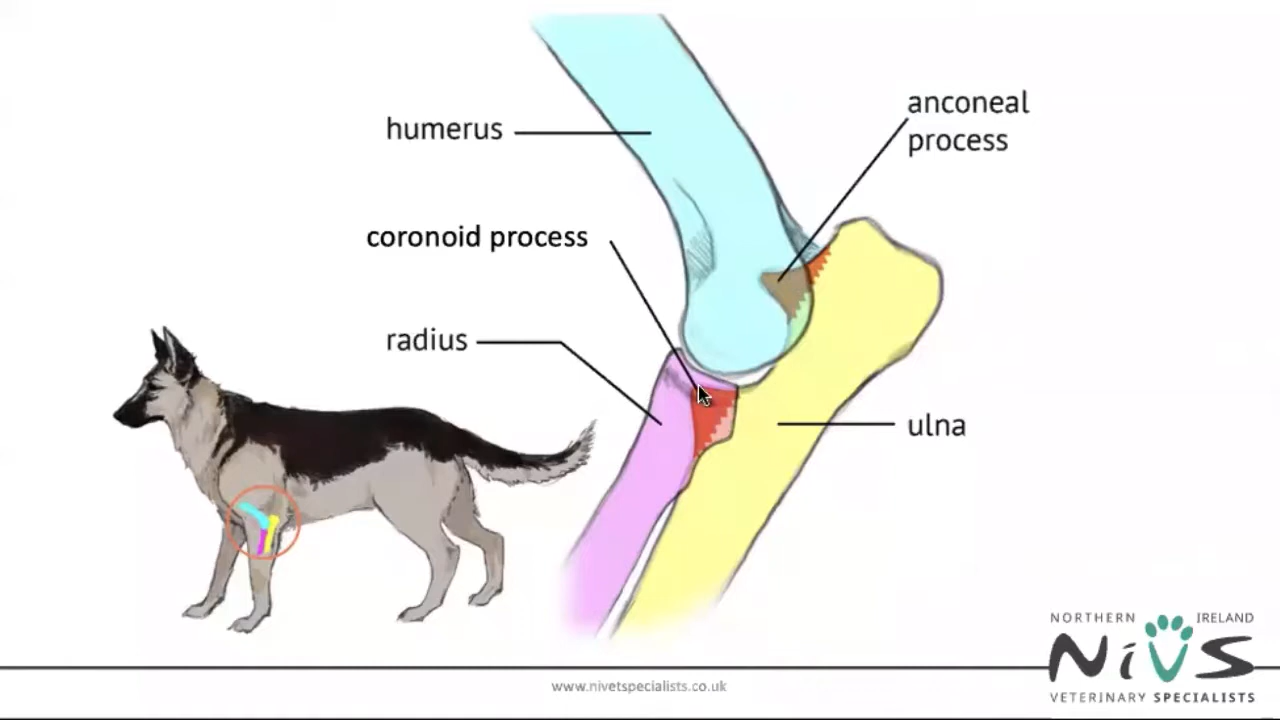 humerus
anconeal
process
coronoid process
radius
ulna
NORTHERN IRELAND
NiVS
VETERINARY SPECIALISTS
www.nivetspecialists.co.uk